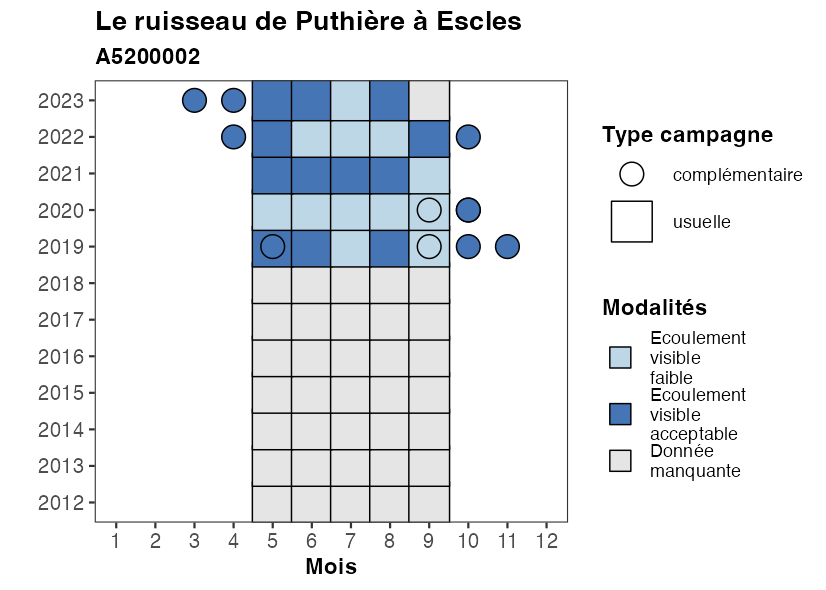 Le ruisseau de Puthière à Escles
A5200002
2023
2022
2021
2020
2019
2018
2017
2016
2015
2014
2013
2012
1 2 3 4 5 6 7 8 9 10 11 12
Mois
Type campagne
complémentaire
usuelle
Modalités
Ecoulement
visible
faible
Ecoulement
visible
acceptable
Donnée
manquante